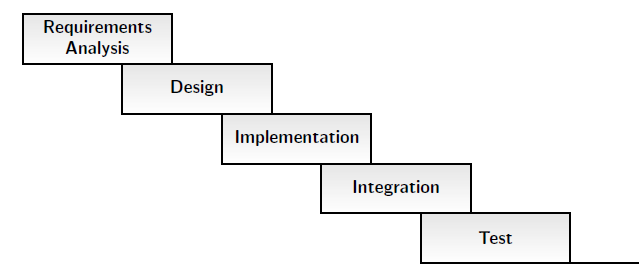 Requirements
Analysis
Design
Implementation
Integration
Test